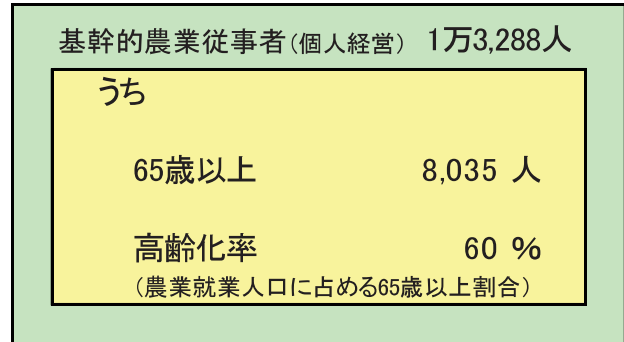 基幹的農業従事者(個人経営) 1万3,288人
うち
65歳以上 8,035 人
高齢化率 60 %
(農業就業人口に占める65歳以上割合)